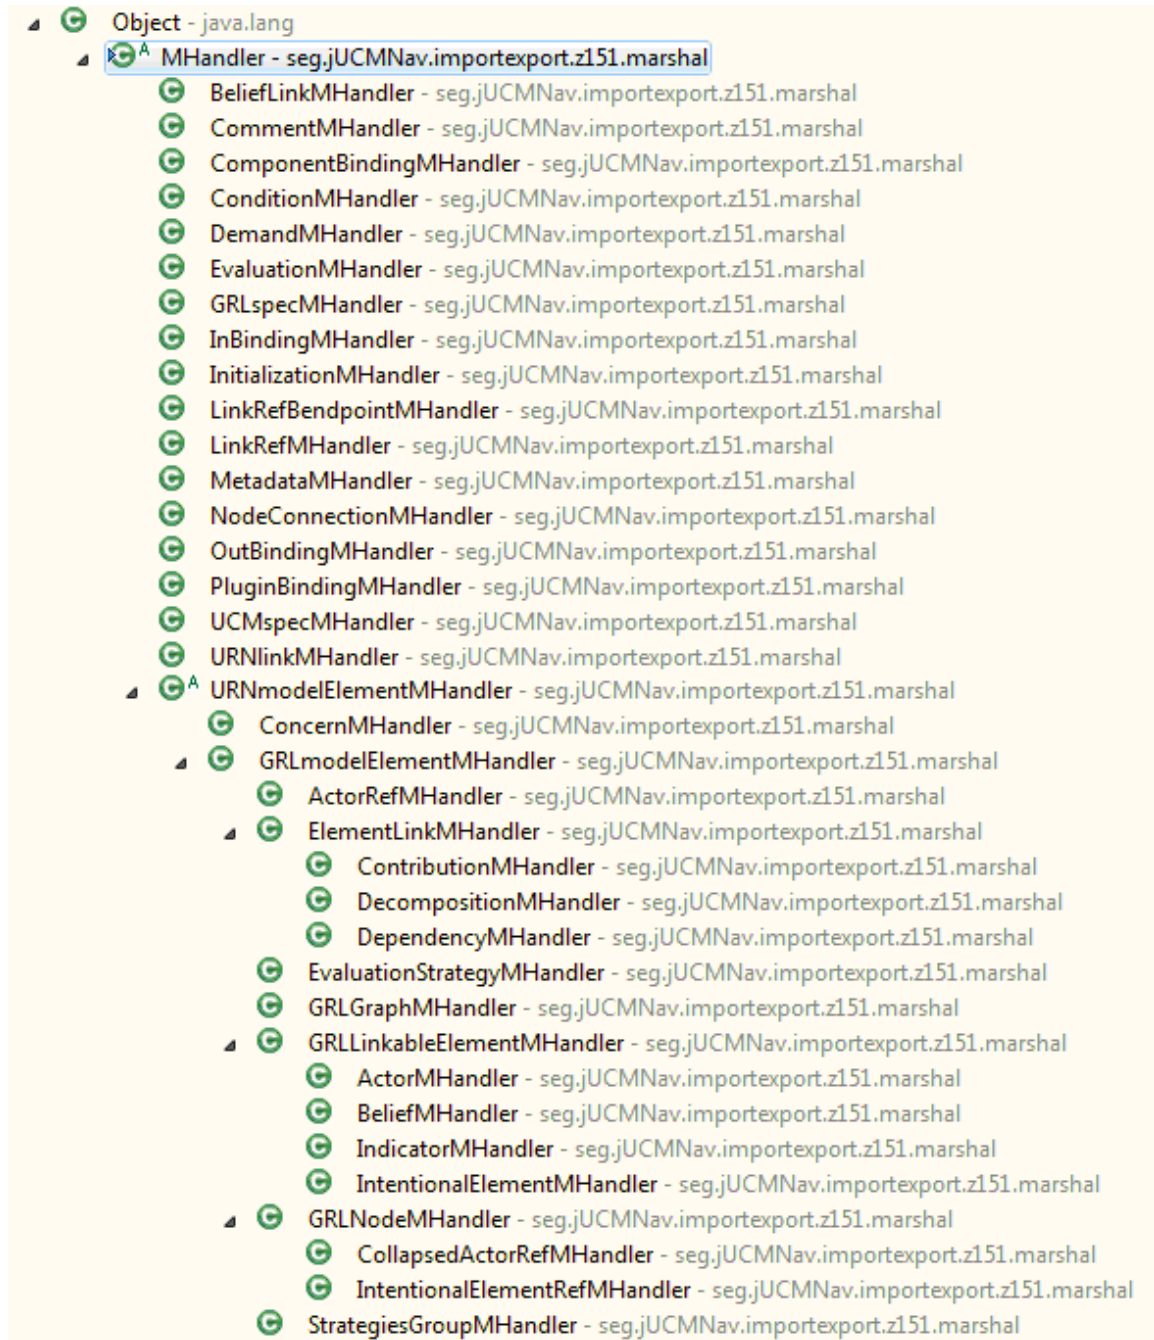 Object - java.lang
MHandler - seg.jUCMNav.importexport.z151.marshal
BeliefLinkMHandler - seg.jUCMNav.importexport.z151.marshal
CommentMHandler - seg.jUCMNav.importexport.z151.marshal
ComponentBindingMHandler - seg.jUCMNav.importexport.z151.marshal
ConditionMHandler - seg.jUCMNav.importexport.z151.marshal
DemandMHandler - seg.jUCMNav.importexport.z151.marshal
EvaluationMHandler - seg.jUCMNav.importexport.z151.marshal
GRLspecMHandler - seg.jUCMNav.importexport.z151.marshal
InBindingMHandler - seg.jUCMNav.importexport.z151.marshal
InitializationMHandler - seg.jUCMNav.importexport.z151.marshal
LinkRefBendpointMHandler - seg.jUCMNav.importexport.z151.marshal
LinkRefMHandler - seg.jUCMNav.importexport.z151.marshal
MetadataMHandler - seg.jUCMNav.importexport.z151.marshal
NodeConnectionMHandler - seg.jUCMNav.importexport.z151.marshal
OutBindingMHandler - seg.jUCMNav.importexport.z151.marshal
PluginBindingMHandler - seg.jUCMNav.importexport.z151.marshal
UCMspecMHandler - seg.jUCMNav.importexport.z151.marshal
URNlinkMHandler - seg.jUCMNav.importexport.z151.marshal
URNmodelElementMHandler - seg.jUCMNav.importexport.z151.marshal
ConcernMHandler - seg.jUCMNav.importexport.z151.marshal
GRLmodelElementMHandler - seg.jUCMNav.importexport.z151.marshal
ActorRefMHandler - seg.jUCMNav.importexport.z151.marshal
ElementLinkMHandler - seg.jUCMNav.importexport.z151.marshal
ContributionMHandler - seg.jUCMNav.importexport.z151.marshal
DecompositionMHandler - seg.jUCMNav.importexport.z151.marshal
DependencyMHandler - seg.jUCMNav.importexport.z151.marshal
EvaluationStrategyMHandler - seg.jUCMNav.importexport.z151.marshal
GRLGraphMHandler - seg.jUCMNav.importexport.z151.marshal
GRLLinkableElementMHandler - seg.jUCMNav.importexport.z151.marshal
ActorMHandler - seg.jUCMNav.importexport.z151.marshal
BeliefMHandler - seg.jUCMNav.importexport.z151.marshal
IndicatorMHandler - seg.jUCMNav.importexport.z151.marshal
IntentionalElementMHandler - seg.jUCMNav.importexport.z151.marshal
GRLNodeMHandler - seg.jUCMNav.importexport.z151.marshal
CollapsedActorRefMHandler - seg.jUCMNav.importexport.z151.marshal
IntentionalElementRefMHandler - seg.jUCMNav.importexport.z151.marshal
StrategiesGroupMHandler - seg.jUCMNav.importexport.z151.marshal